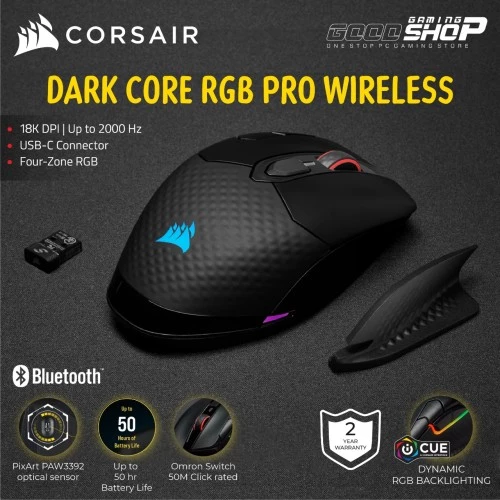 CORSAIR
GOOD GAMING SHOP
ONE STOP PC GAMING STORE
DARK CORE RGB PRO WIRELESS
• 18K DPI | Up to 2000 Hz
• USB-C Connector
• Four-Zone RGB
Bluetooth
PixArt PAW3392
optical sensor
Up to
50
Hours of
Battery Life
Up to
50 hr
Battery Life
Omron Switch
50M Click rated
2
YEAR
WARRANTY
iCUE
DYNAMIC
RGB BACKLIGHTING